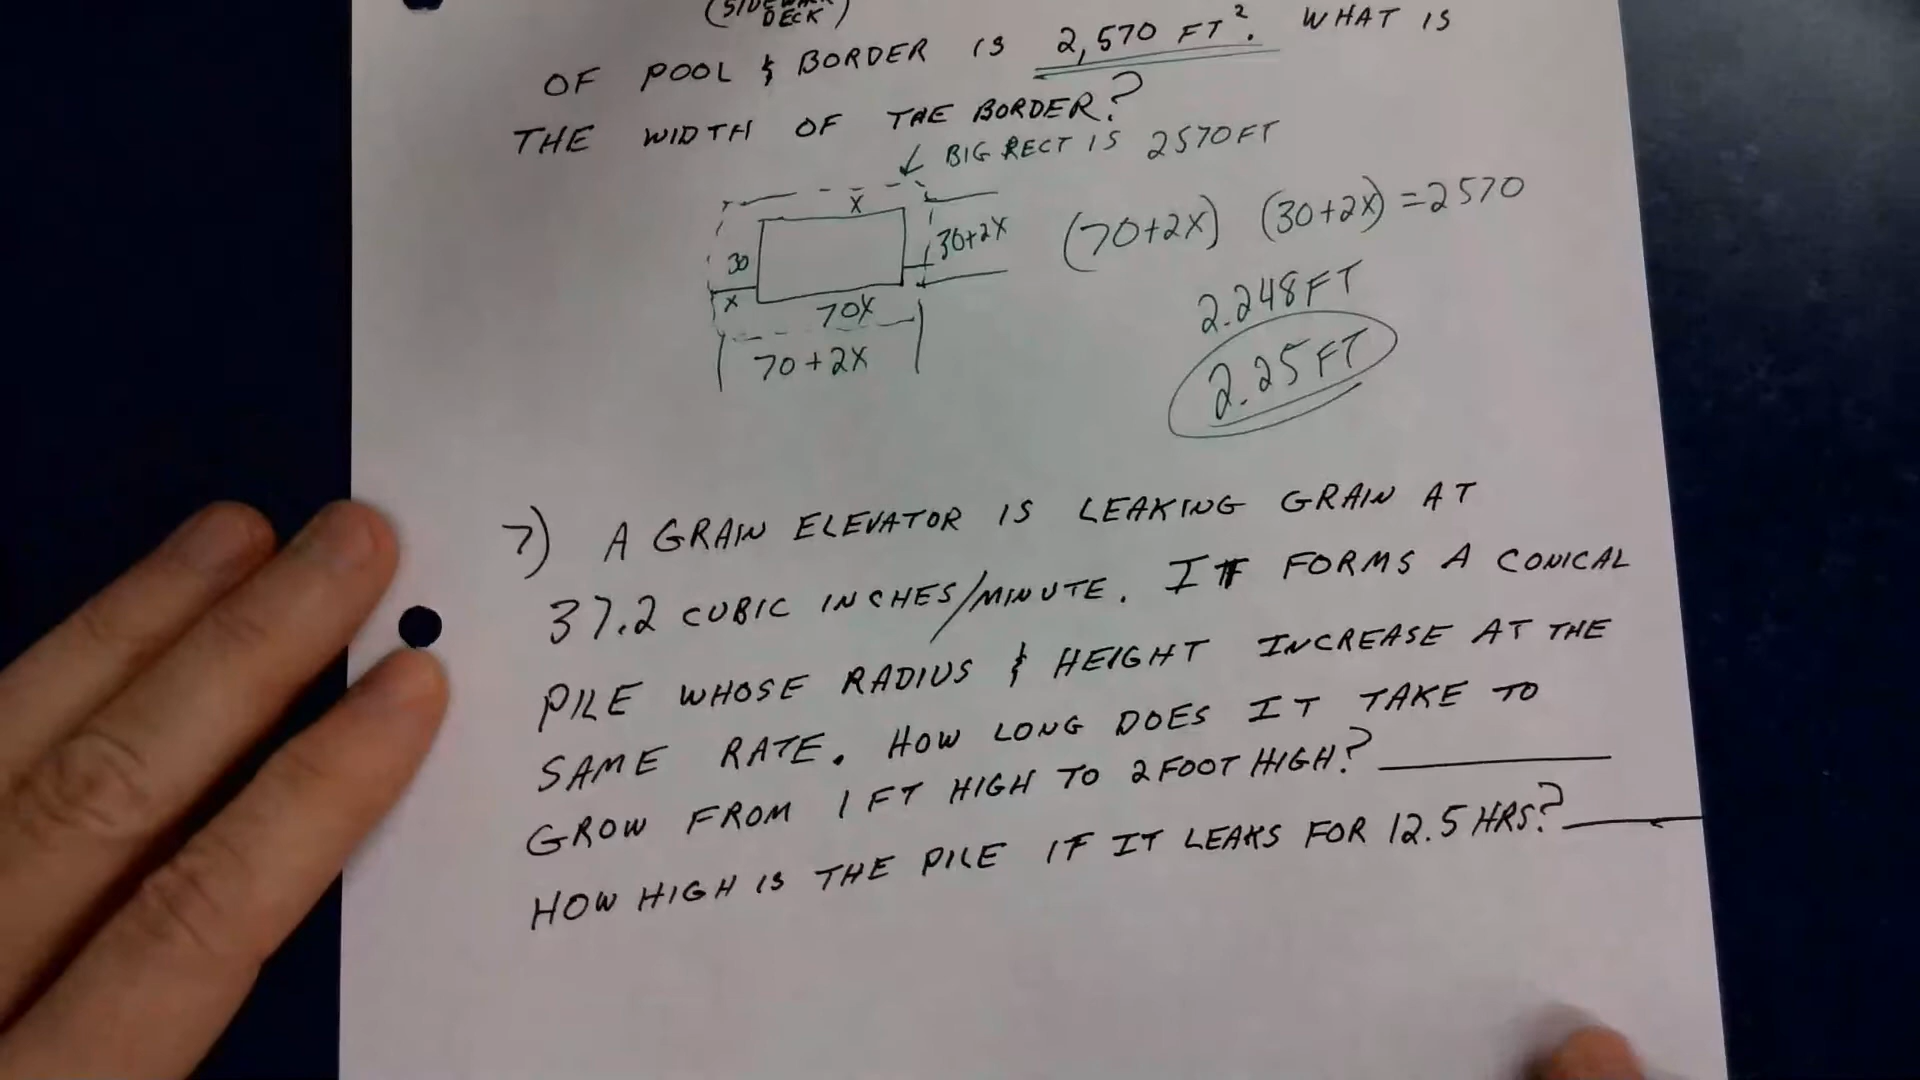 (SIDEWALK
DECK)
OF POOL & BORDER IS 2,570 FT². WHAT IS
THE WIDTH OF THE BORDER?
↙ BIG RECT IS 2570FT
X
30
30+2X
(70+2X) (30+2X) = 2570
X
70X
70+2X
2.248FT
2.25FT
7) A GRAIN ELEVATOR IS LEAKING GRAIN AT
37.2 CUBIC INCHES/MINUTE. IT FORMS A CONICAL
PILE WHOSE RADIUS & HEIGHT INCREASE AT THE
SAME RATE. HOW LONG DOES IT TAKE TO
GROW FROM 1 FT HIGH TO 2 FOOT HIGH?
HOW HIGH IS THE PILE IF IT LEAKS FOR 12.5 HRS?